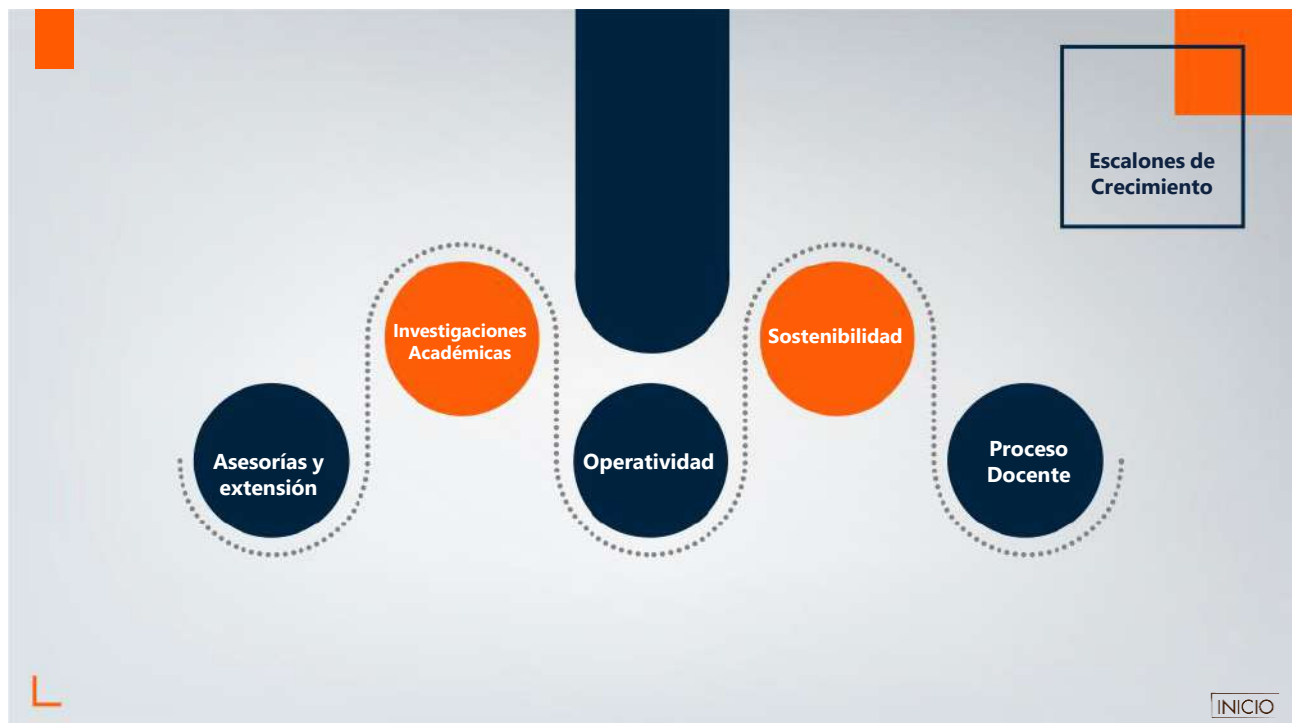 Escalones de
Crecimiento
Investigaciones
Académicas
Sostenibilidad
Asesorías y
extensión
Operatividad
Proceso
Docente
INICIO